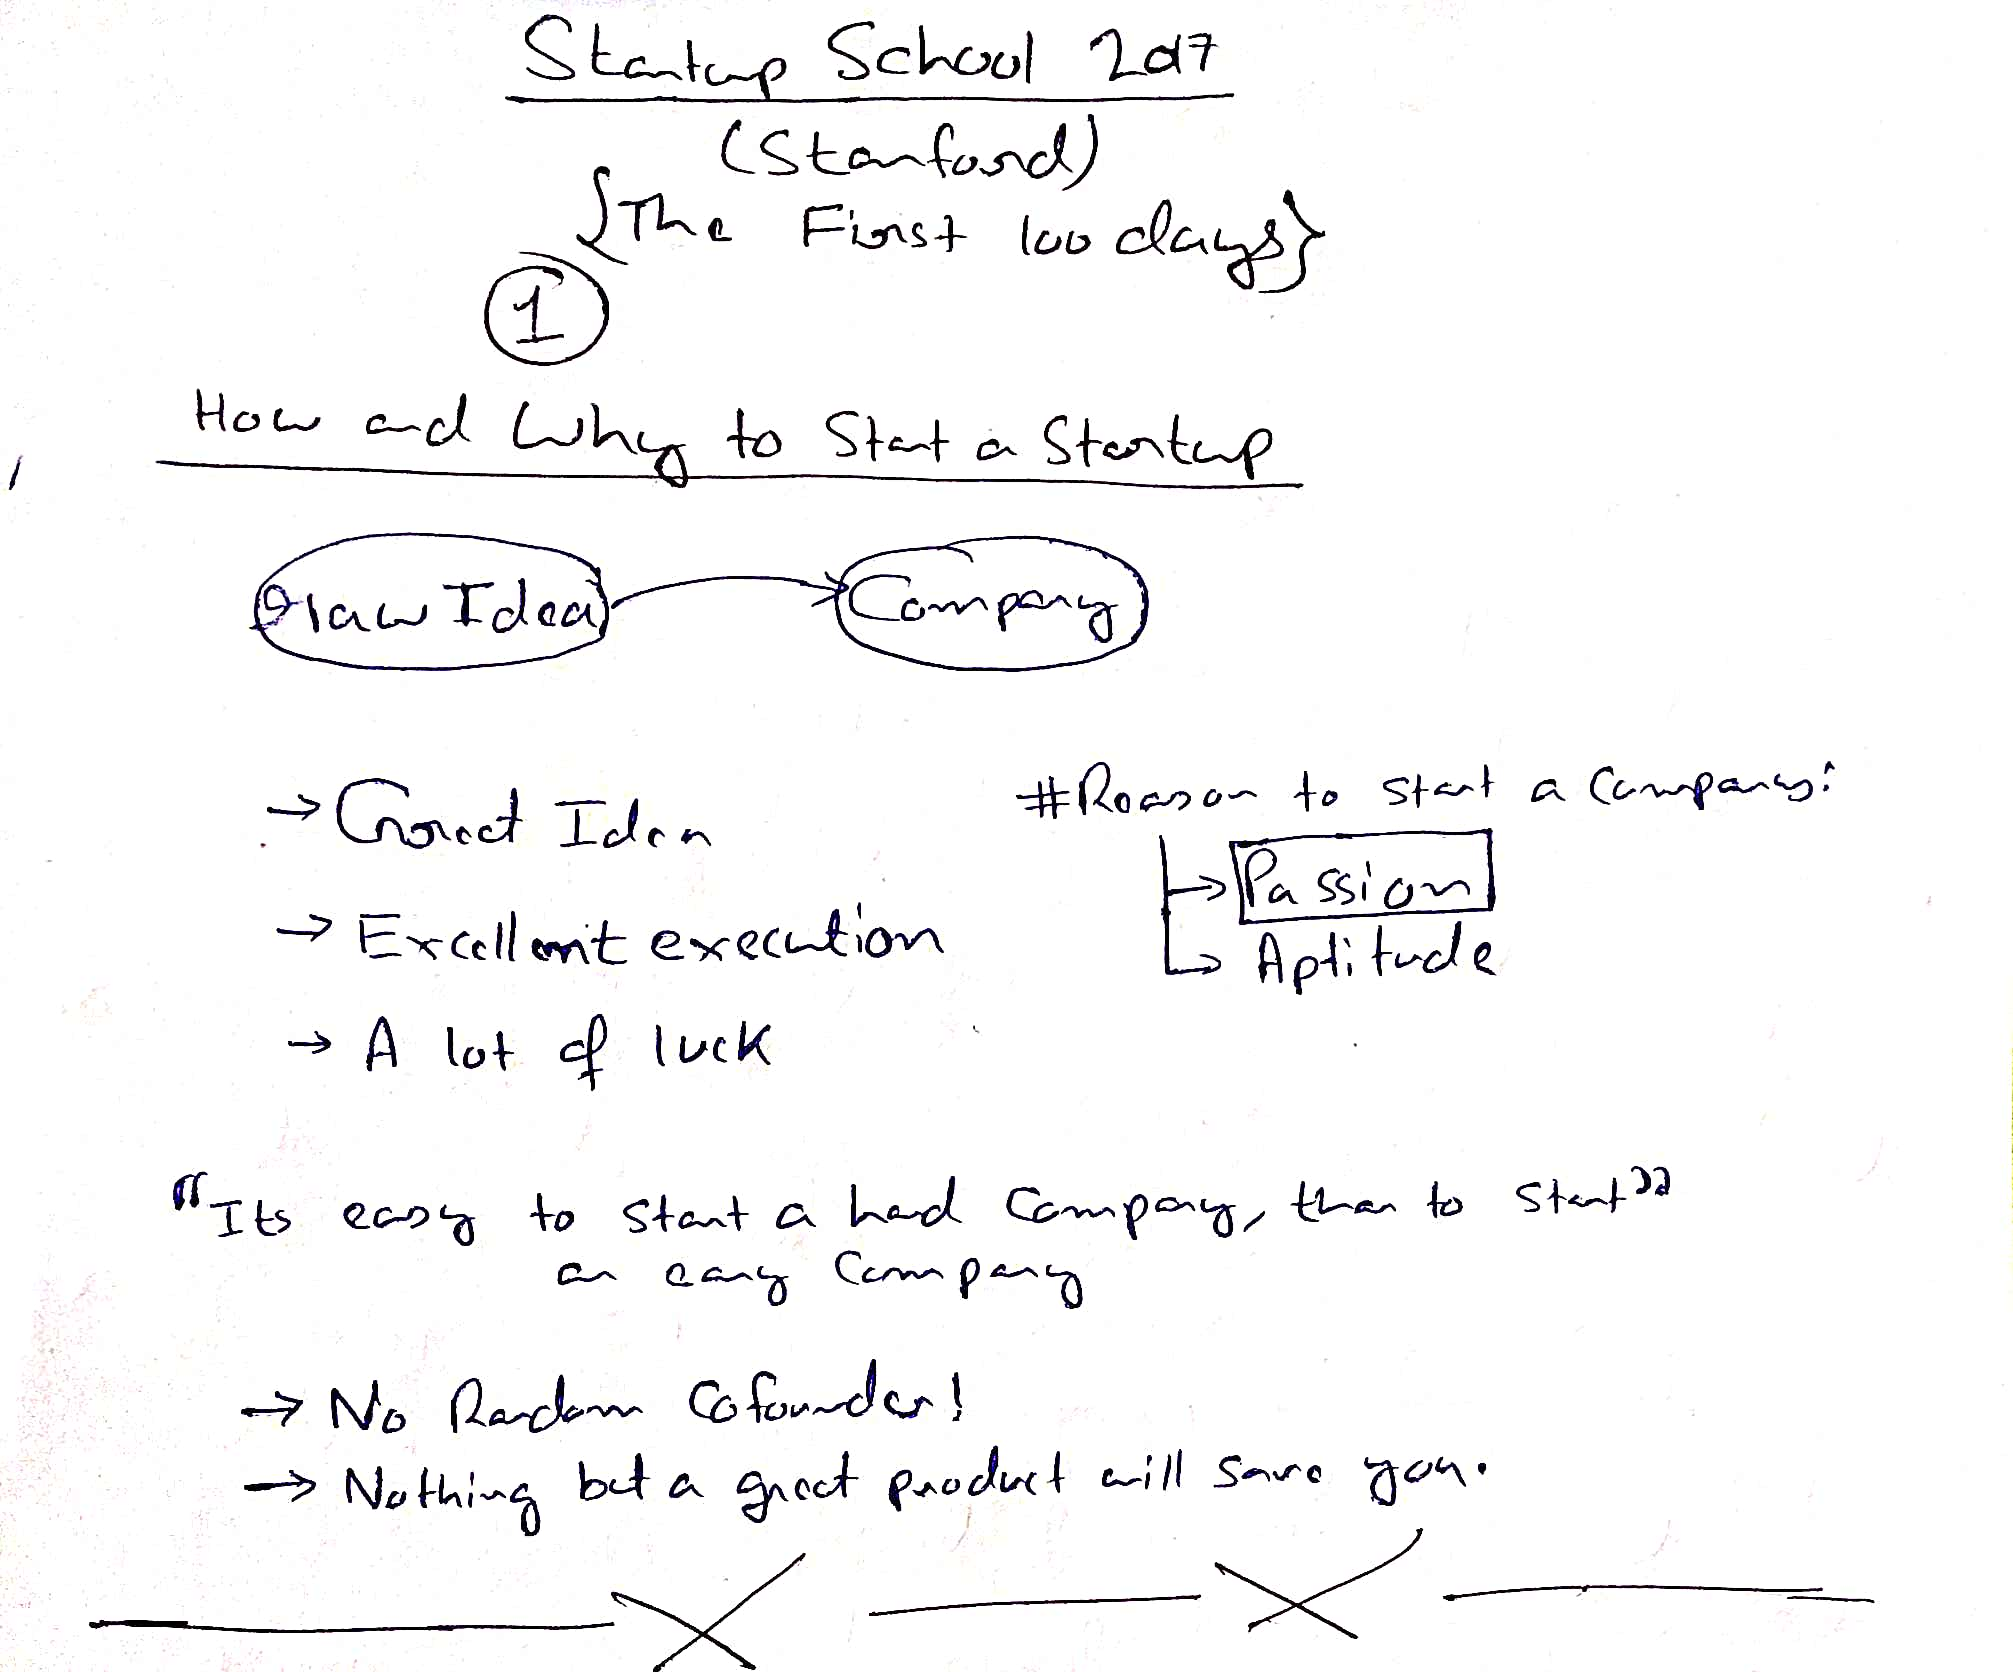 Startup School 2017
(Stanford)
{The First 100 days}
1
How and Why to Start a Startup
raw Idea
Company
→ Great Idea
→ Excellent execution
→ A lot of luck
#Reason to start a Company:
→ Passion
→ Aptitude
"Its easy to start a hard Company, than to start"
an easy Company
→ No Random Cofounder!
→ Nothing but a great product will save you.